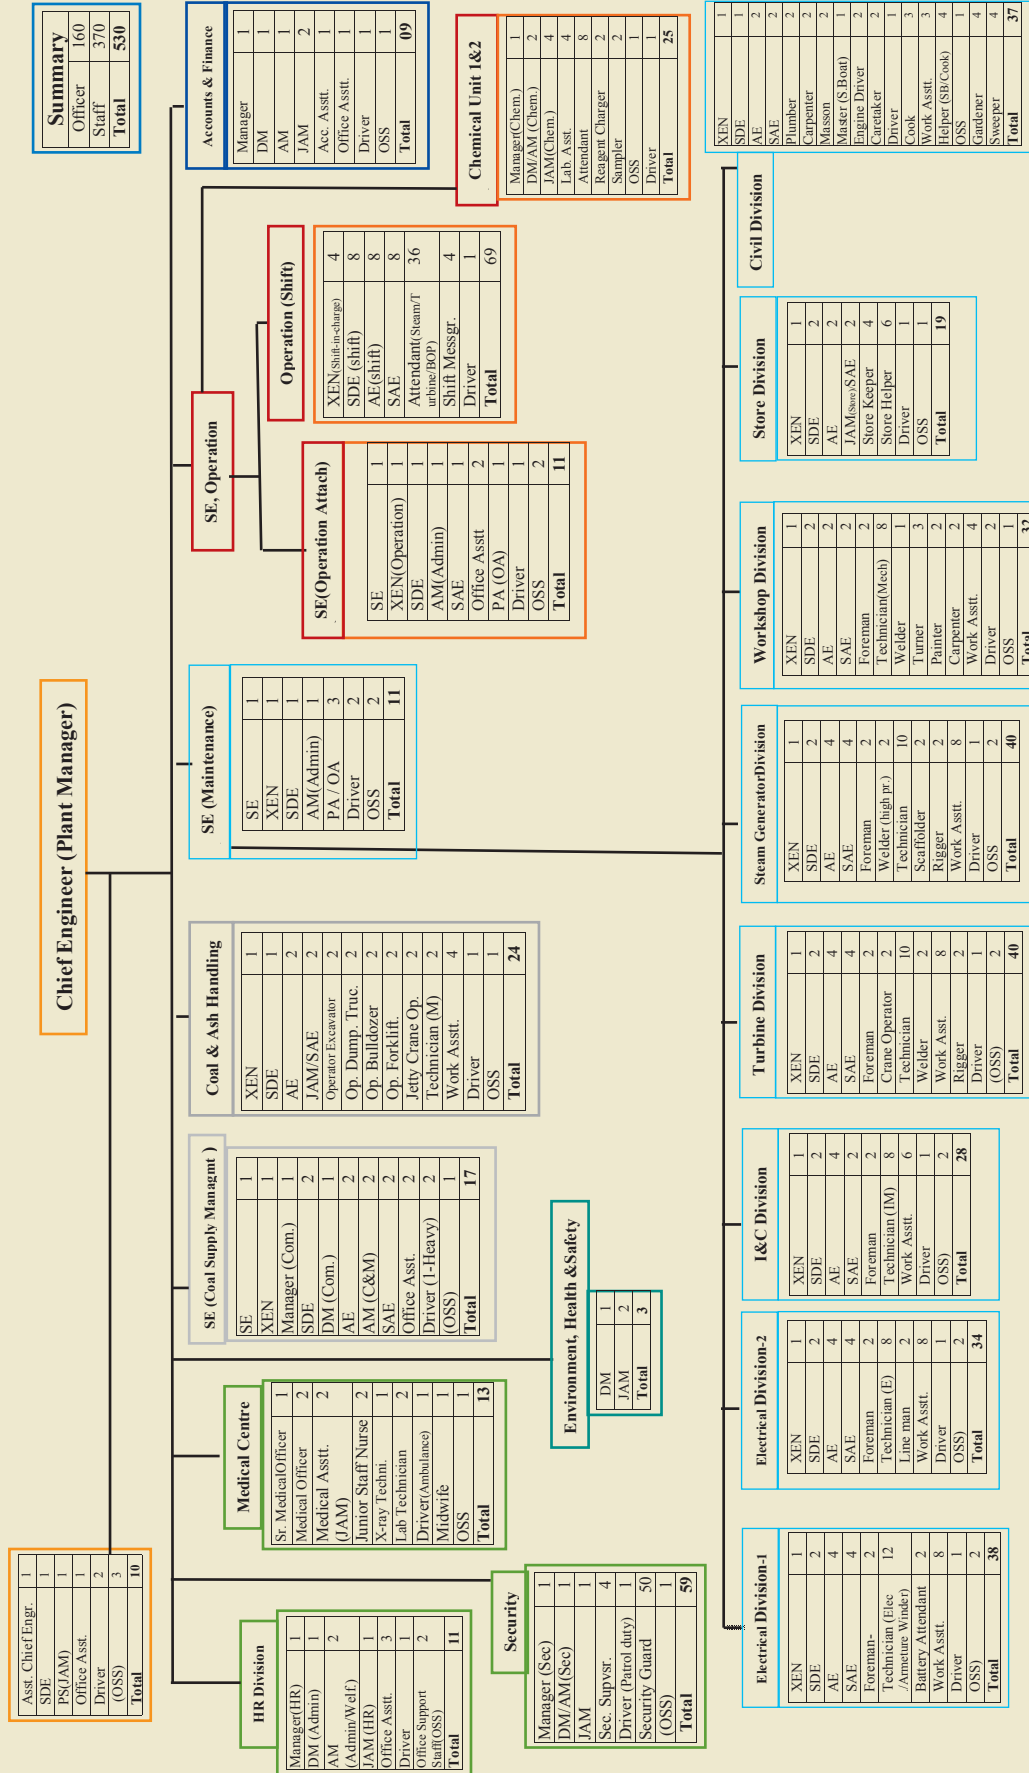 Asst. Chief Engr. 1
SDE 1
PS(JAM) 1
Office Asst. 1
Driver 2
(OSS) 3
Total 10
Chief Engineer (Plant Manager)
Summary
Officer 160
Staff 370
Total 530
HR Division
Manager(HR) 1
DM (Admin) 1
AM 2
(Admin/Welf.)
JAM (HR) 1
Office Asstt. 3
Driver 1
Office Support 2
Staff(OSS)
Total 11
Medical Centre
Sr. MedicalOfficer 1
Medical Officer 2
Medical Asstt. 2
(JAM)
Junior Staff Nurse 2
X-ray Techni. 1
Lab Technician 2
Driver(Ambulance) 1
Midwife 1
OSS 1
Total 13
SE (Coal Supply Managmt )
SE 1
XEN 1
Manager (Com.) 1
SDE 2
DM (Com.) 1
AE 2
AM (C&M) 2
SAE 2
Office Asst. 2
Driver (1-Heavy) 2
(OSS) 1
Total 17
Coal & Ash Handling
XEN 1
SDE 1
AE 2
JAM/SAE 2
Operator Excavator 2
Op. Dump. Truc. 2
Op. Bulldozer 2
Op. Forklift. 2
Jetty Crane Op. 2
Technician (M) 2
Work Asstt. 4
Driver 1
OSS 1
Total 24
SE (Maintenance)
SE 1
XEN 1
SDE 1
AM(Admin) 1
PA / OA 3
Driver 2
OSS 2
Total 11
SE, Operation
SE(Operation Attach)
SE 1
XEN(Operation) 1
SDE 1
AM(Admin) 1
SAE 1
Office Asstt 2
PA (OA) 1
Driver 1
OSS 2
Total 11
Operation (Shift)
XEN(Shift-in-charge) 4
SDE (shift) 8
AE(shift) 8
SAE 8
Attendant(Steam/T 36
urbine/BOP)
Shift Messgr. 4
Driver 1
Total 69
Accounts & Finance
Manager 1
DM 1
AM 1
JAM 2
Acc. Asstt. 1
Office Asstt. 1
Driver 1
OSS 1
Total 09
Chemical Unit 1&2
Manager(Chem.) 1
DM/AM (Chem.) 2
JAM(Chem.) 4
Lab. Asst. 4
Attendant 8
Reagent Charger 2
Sampler 2
OSS 1
Driver 1
Total 25
Security
Manager (Sec) 1
DM/AM(Sec) 1
JAM 1
Sec. Supvsr. 4
Driver (Patrol duty) 1
Security Guard 50
(OSS) 1
Total 59
Environment, Health &Safety
DM 1
JAM 2
Total 3
Electrical Division-1
XEN 1
SDE 2
AE 4
SAE 4
Foreman- 2
Technician (Elec 12
/Armeture Winder)
Battery Attendant 2
Work Asstt. 8
Driver 1
OSS) 2
Total 38
Electrical Division-2
XEN 1
SDE 2
AE 4
SAE 4
Foreman 2
Technician (E) 8
Line man 2
Work Asstt. 8
Driver 1
OSS) 2
Total 34
I&C Division
XEN 1
SDE 2
AE 4
SAE 2
Foreman 2
Technician (IM) 8
Work Asstt. 6
Driver 1
OSS) 2
Total 28
Turbine Division
XEN 1
SDE 2
AE 4
SAE 4
Foreman 2
Crane Operator 2
Technician 10
Welder 2
Work Asst. 8
Rigger 2
Driver 1
(OSS) 2
Total 40
Steam GeneratorDivision
XEN 1
SDE 2
AE 4
SAE 4
Foreman 2
Welder (high pr.) 2
Technician 10
Scaffolder 2
Rigger 2
Work Asstt. 8
Driver 1
OSS 2
Total 40
Workshop Division
XEN 1
SDE 2
AE 2
SAE 2
Foreman 2
Technician(Mech) 8
Welder 1
Turner 3
Painter 2
Carpenter 2
Work Asstt. 4
Driver 2
OSS 1
Total 32
Store Division
XEN 1
SDE 2
AE 2
JAM(Store)/SAE 2
Store Keeper 4
Store Helper 6
Driver 1
OSS 1
Total 19
Civil Division
XEN 1
SDE 1
AE 2
SAE 2
Plumber 2
Carpenter 2
Masson 2
Master (S.Boat) 1
Engine Driver 2
Caretaker 2
Driver 1
Cook 3
Work Asstt. 3
Helper (SB/Cook) 4
OSS 1
Gardener 4
Sweeper 4
Total 37